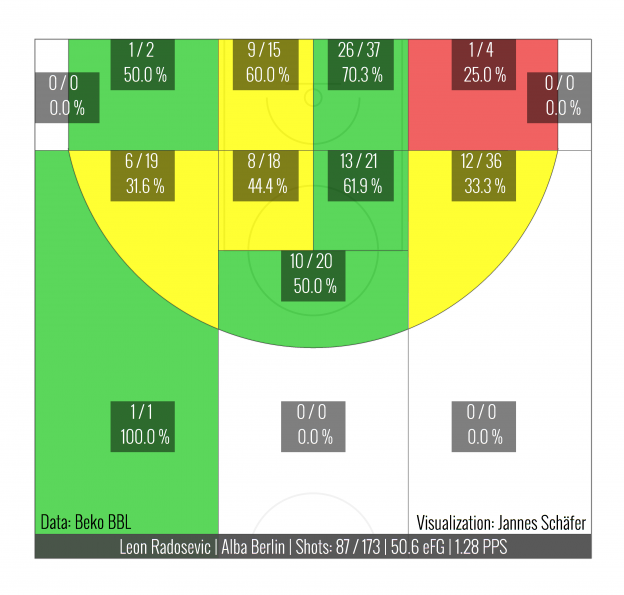 1 / 2
9 / 15
26 / 37
1 / 4
50.0 %
60.0 %
70.3 %
25.0 %
0 / 0
0.0 %
0 / 0
0.0 %
6 / 19
31.6 %
8 / 18
44.4 %
13 / 21
61.9 %
12 / 36
33.3 %
10 / 20
50.0 %
1 / 1
100.0 %
0 / 0
0.0 %
0 / 0
0.0 %
Data: Beko BBL
Visualization: Jannes Schäfer
Leon Radosevic | Alba Berlin | Shots: 87 / 173 | 50.6 eFG | 1.28 PPS